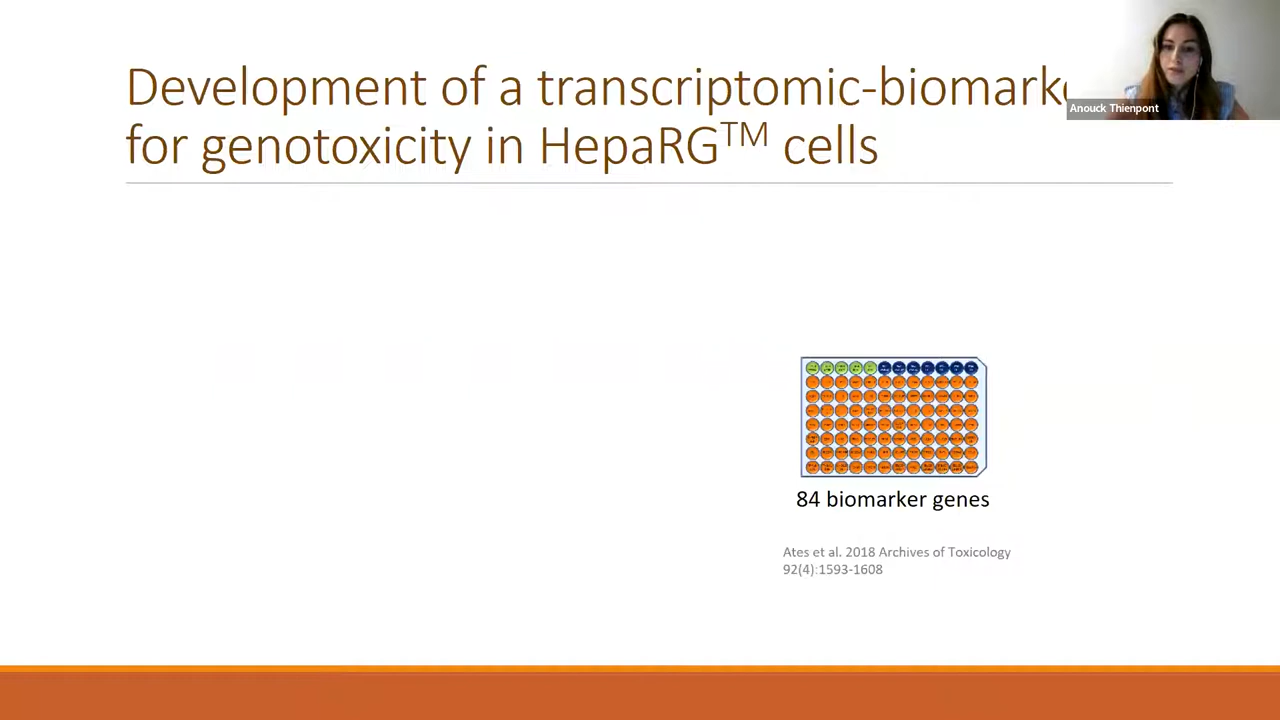 Development of a transcriptomic-biomark
for genotoxicity in HepaRG™ cells
Anouck Thienpont
84 biomarker genes
Ates et al. 2018 Archives of Toxicology
92(4):1593-1608